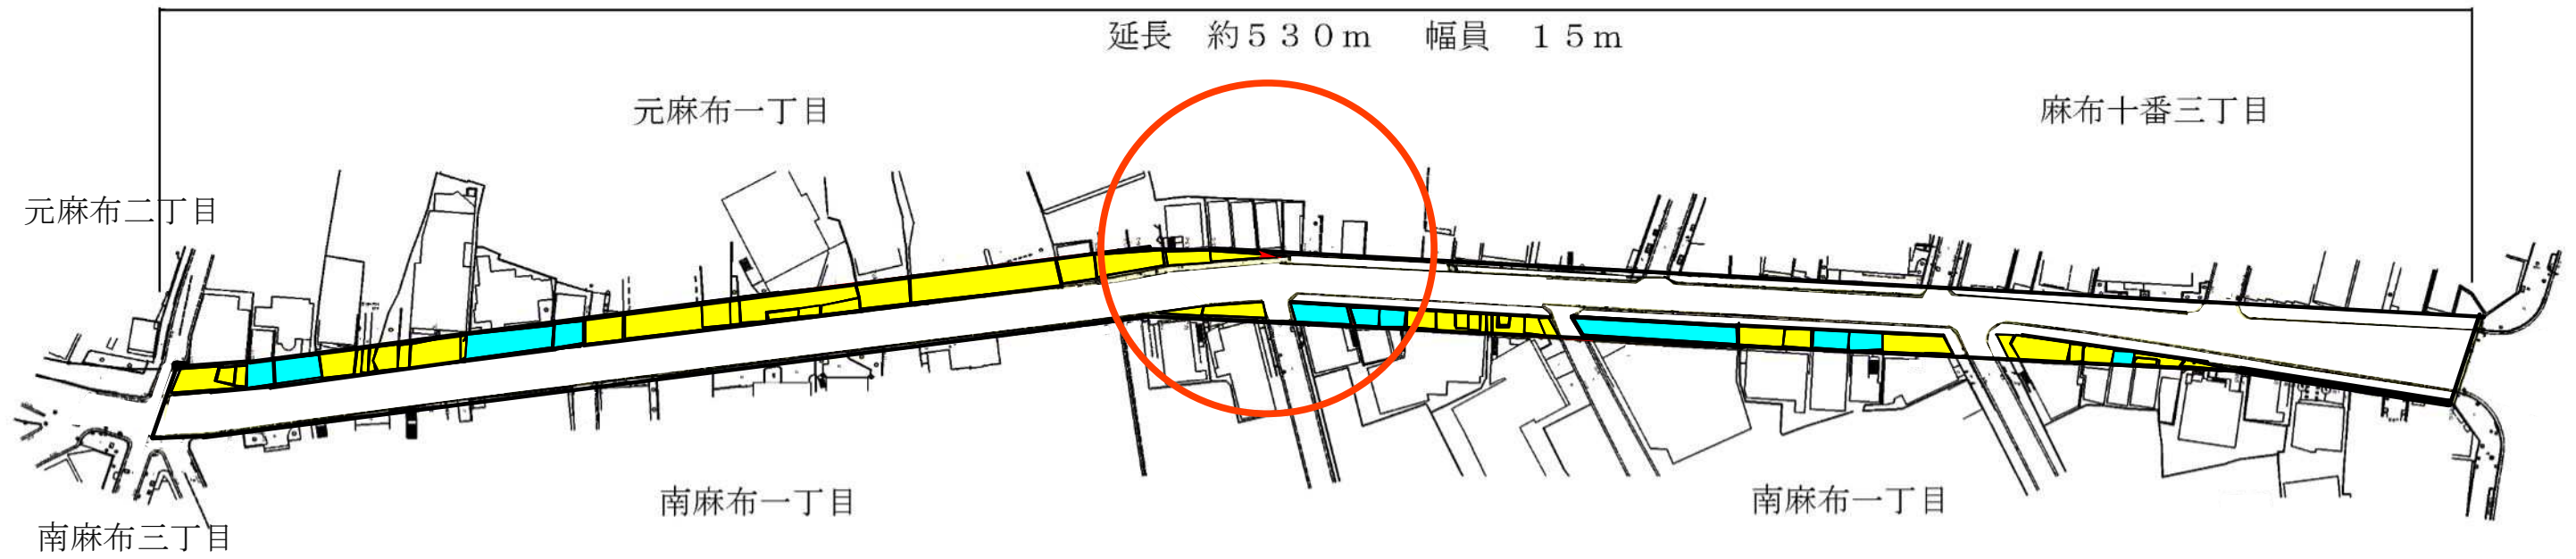 延長　約５３０ｍ　幅員　１５ｍ
元麻布一丁目
麻布十番三丁目
元麻布二丁目
南麻布一丁目
南麻布一丁目
南麻布三丁目